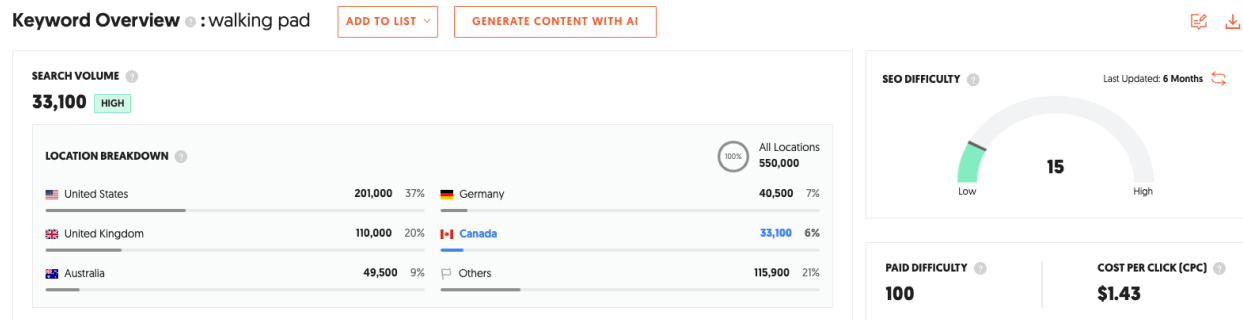 Keyword Overview ? : walking pad
ADD TO LIST
GENERATE CONTENT WITH AI
SEARCH VOLUME ?
33,100 HIGH
LOCATION BREAKDOWN ?
100% All Locations
550,000
United States 201,000 37%
Germany 40,500 7%
United Kingdom 110,000 20%
Canada 33,100 6%
Australia 49,500 9%
Others 115,900 21%
SEO DIFFICULTY ?
Last Updated: 6 Months
15
Low High
PAID DIFFICULTY ?
100
COST PER CLICK (CPC) ?
$1.43